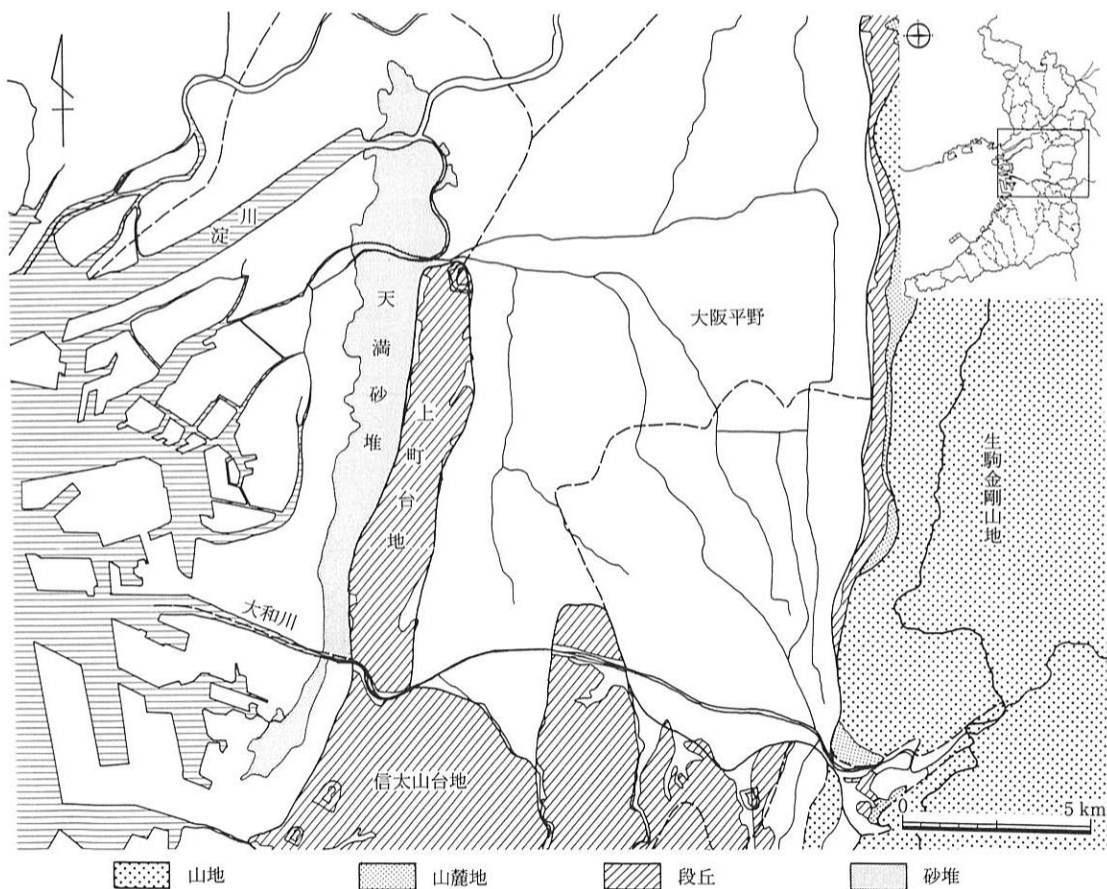 淀川
天満砂堆
上町台地
大阪平野
生駒金剛山地
大和川
信太山台地
0 5 km
山地
山麓地
段丘
砂堆